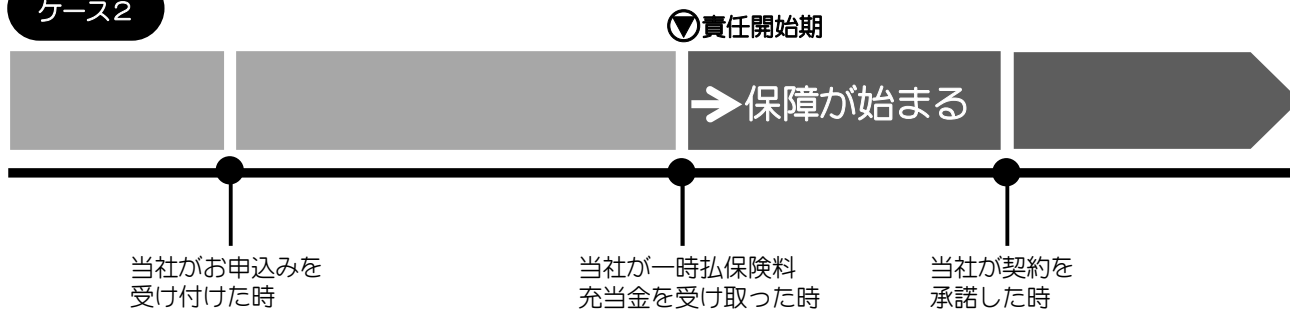 ケース2
責任開始期
保障が始まる
当社がお申込みを
受け付けた時
当社が一時払保険料
充当金を受け取った時
当社が契約を
承諾した時